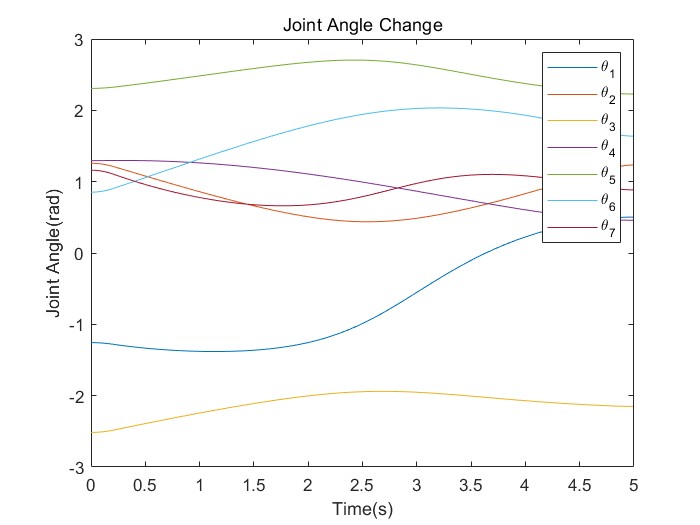 Joint Angle Change
Joint Angle(rad)
3
2
1
0
-1
-2
-3
θ1
θ2
θ3
θ4
θ5
θ6
θ7
0 0.5 1 1.5 2 2.5 3 3.5 4 4.5 5
Time(s)